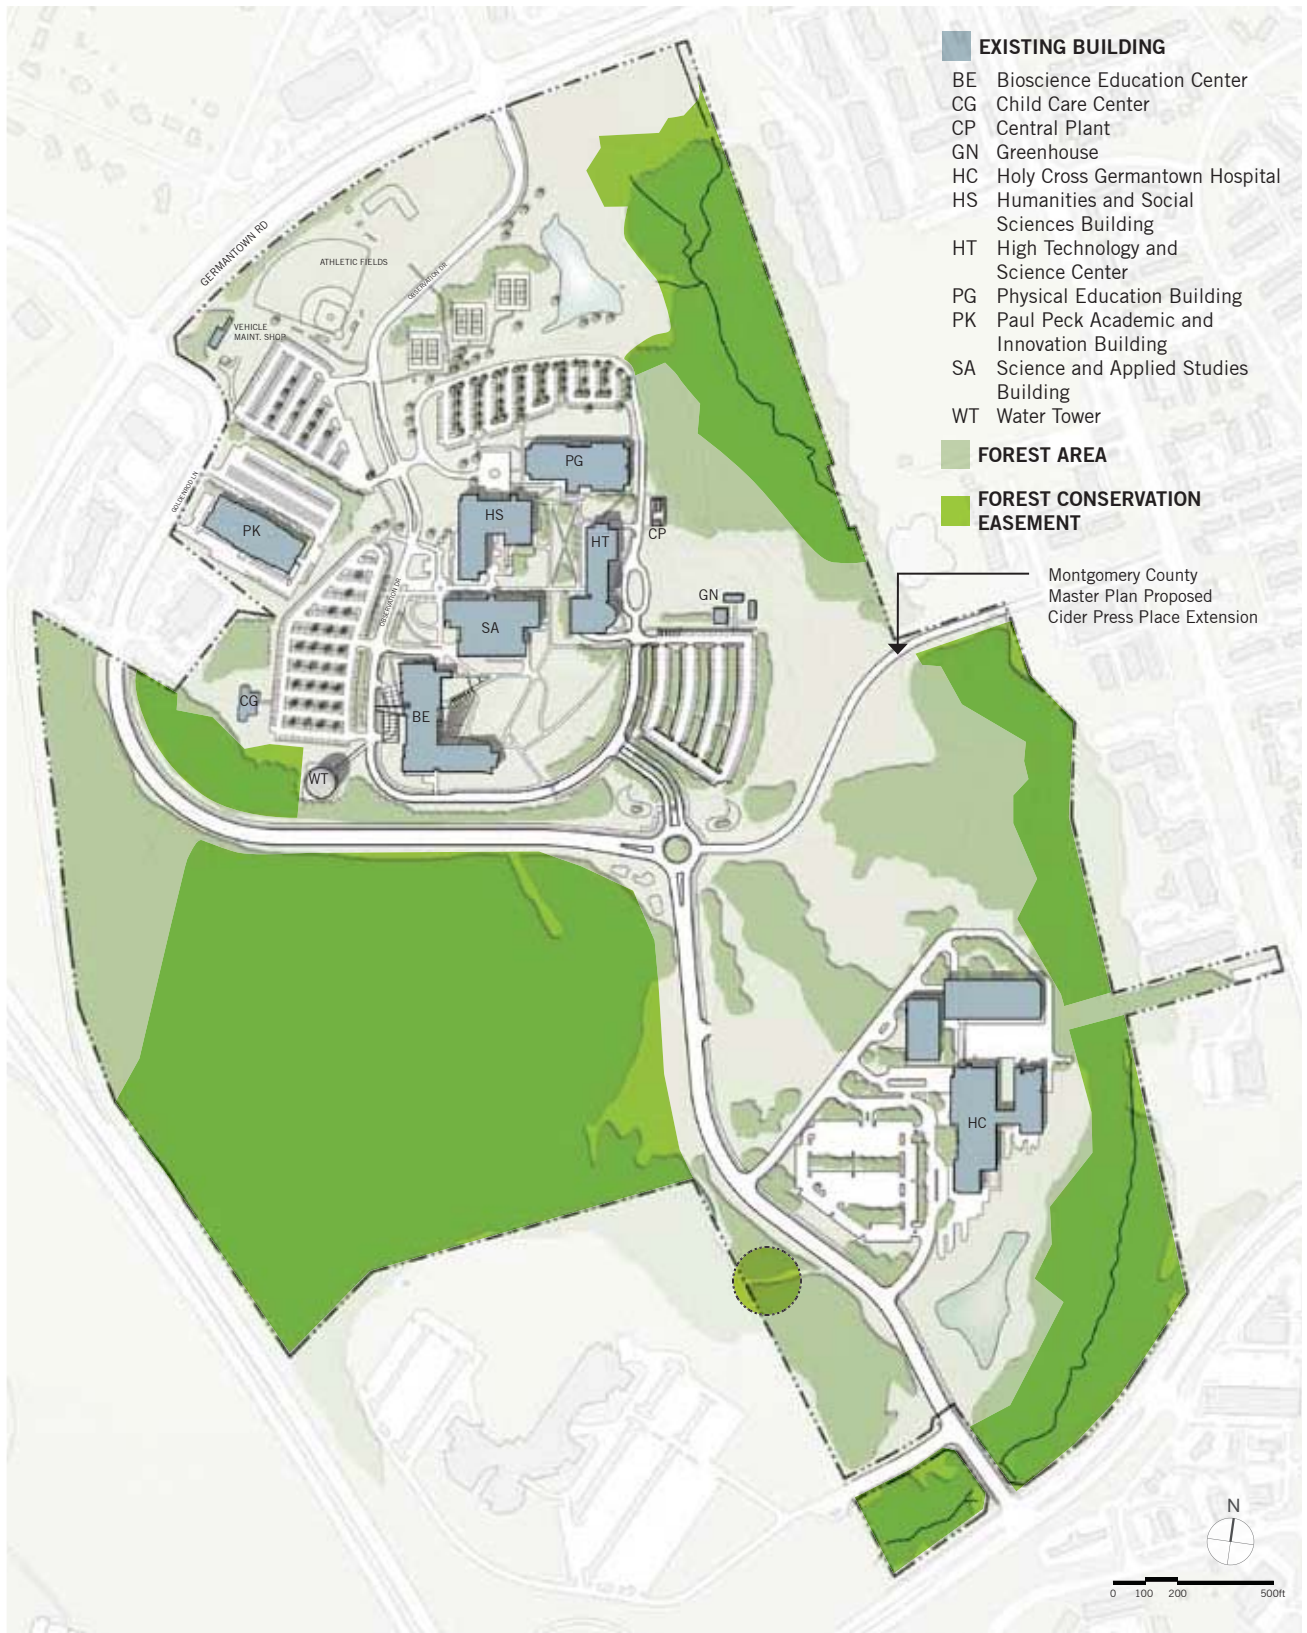 EXISTING BUILDING
BE Bioscience Education Center
CG Child Care Center
CP Central Plant
GN Greenhouse
HC Holy Cross Germantown Hospital
HS Humanities and Social
Sciences Building
HT High Technology and
Science Center
PG Physical Education Building
PK Paul Peck Academic and
Innovation Building
SA Science and Applied Studies
Building
WT Water Tower
FOREST AREA
FOREST CONSERVATION
EASEMENT
Montgomery County
Master Plan Proposed
Cider Press Place Extension
GERMANTOWN RD
ATHLETIC FIELDS
OBSERVATION DR
VEHICLE
MAINT. SHOP
GOLDENROD LN
PG
PK
HS
HT
CP
GN
OBSERVATION DR
SA
CG
BE
WT
HC
N
0 100 200 500ft